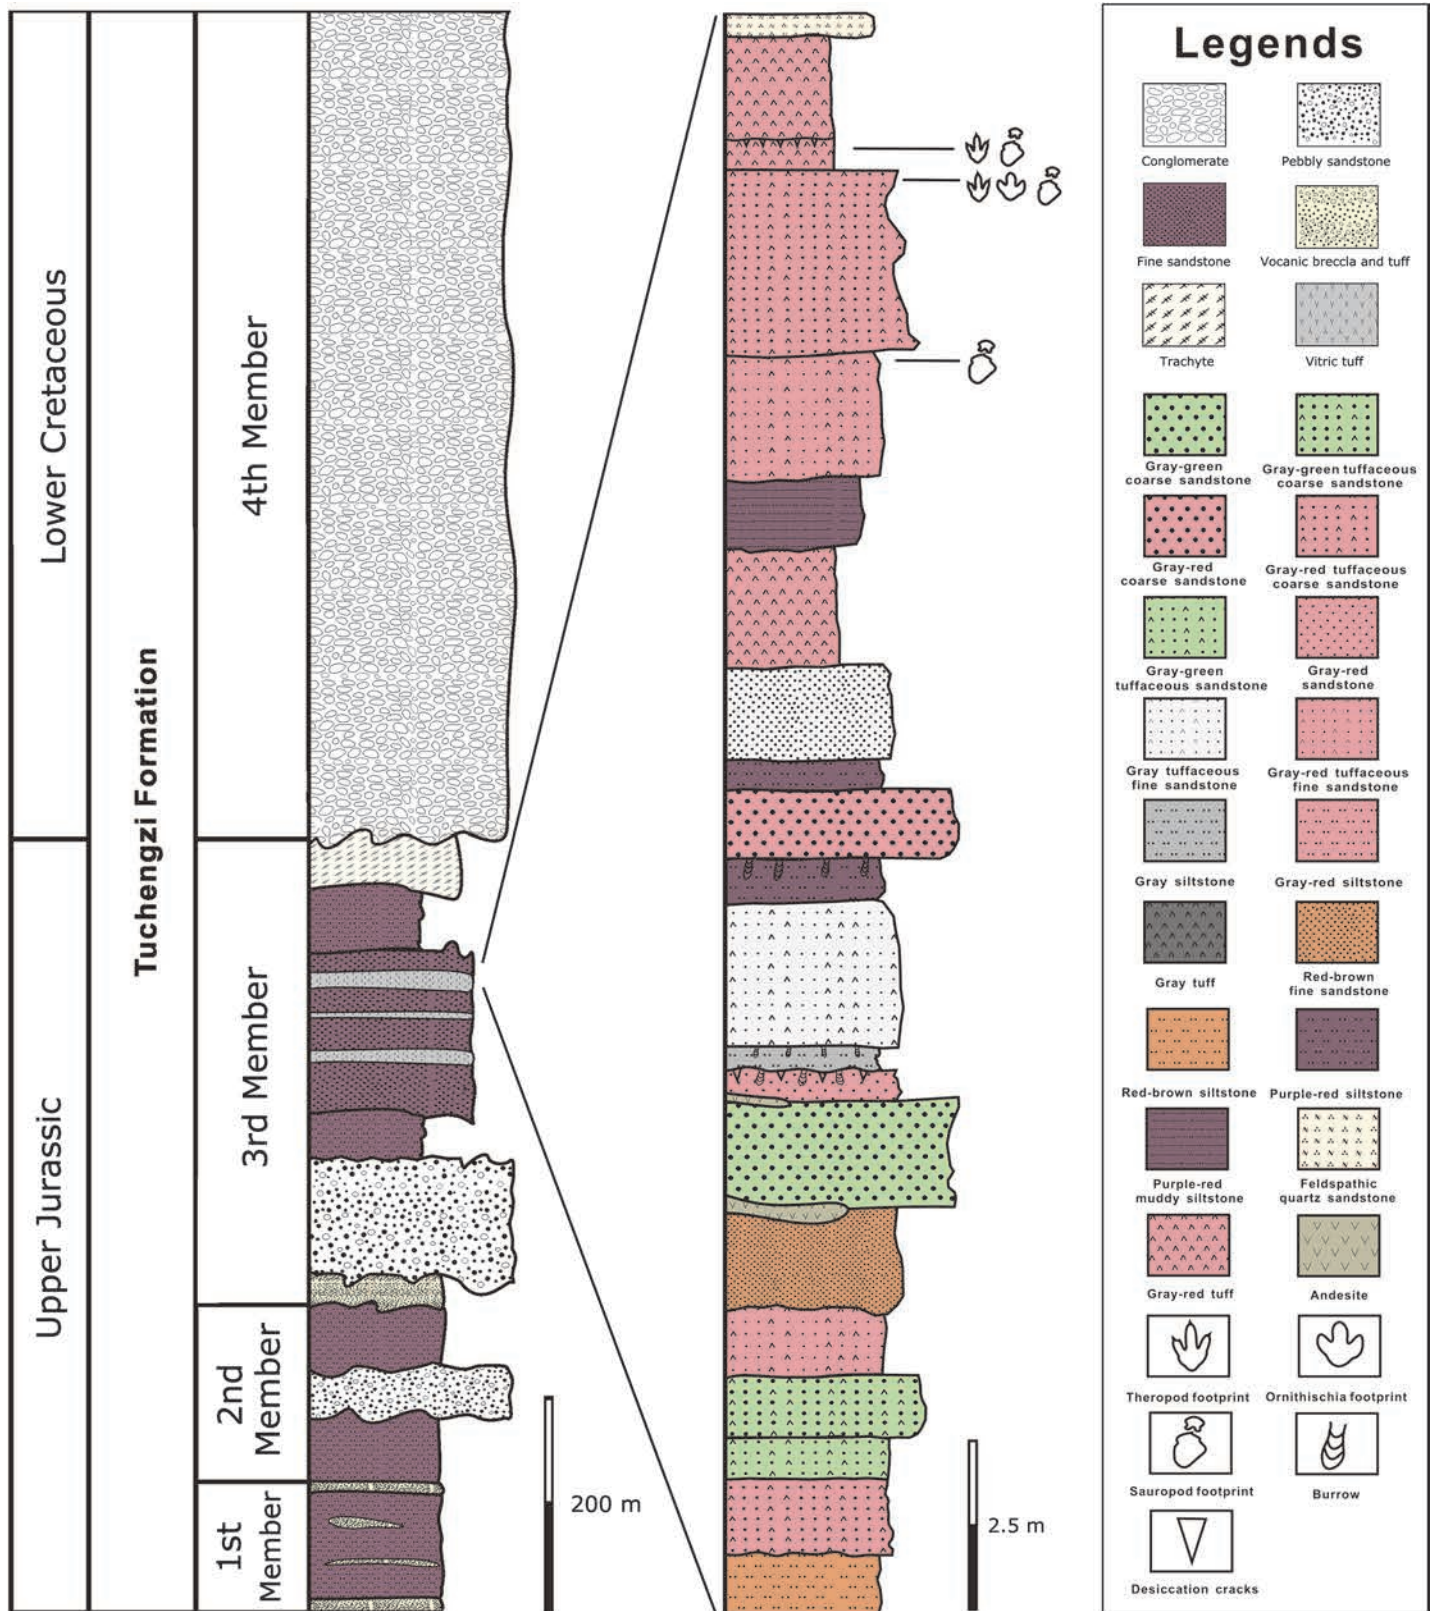 Lower Cretaceous
Upper Jurassic
Tuchengzi Formation
4th Member
3rd Member
2nd
Member
1st
Member
200 m
2.5 m
Legends
Conglomerate
Pebbly sandstone
Fine sandstone
Vocanic breccla and tuff
Trachyte
Vitric tuff
Gray-green
coarse sandstone
Gray-green tuffaceous
coarse sandstone
Gray-red
coarse sandstone
Gray-red tuffaceous
coarse sandstone
Gray-green
tuffaceous sandstone
Gray-red
sandstone
Gray tuffaceous
fine sandstone
Gray-red tuffaceous
fine sandstone
Gray siltstone
Gray-red siltstone
Gray tuff
Red-brown
fine sandstone
Red-brown siltstone
Purple-red siltstone
Purple-red
muddy siltstone
Feldspathic
quartz sandstone
Gray-red tuff
Andesite
Theropod footprint
Ornithischia footprint
Sauropod footprint
Burrow
Desiccation cracks